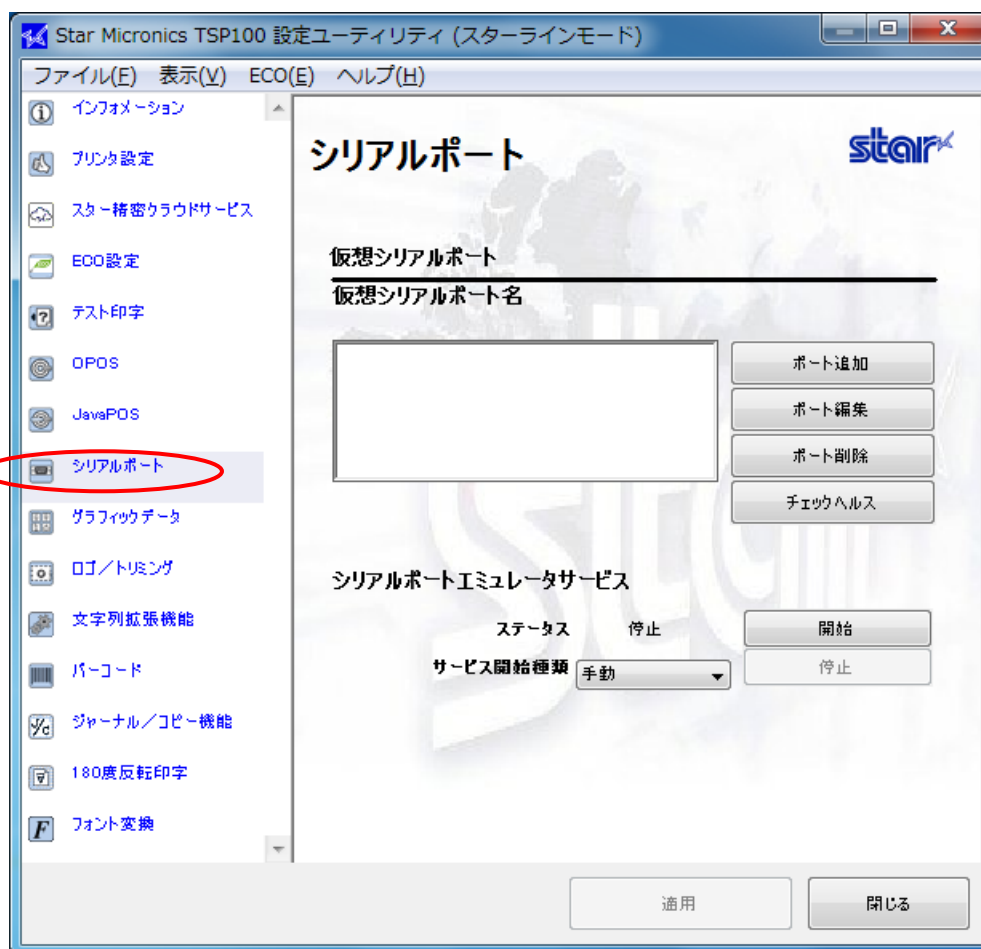 Star Micronics TSP100 設定ユーティリティ (スターラインモード)
ファイル(F) 表示(V) ECO(E) ヘルプ(H)
インフォメーション
プリンタ設定
スター精密クラウドサービス
ECO設定
テスト印字
OPOS
JavaPOS
シリアルポート
グラフィックデータ
ロゴ/トリミング
文字列拡張機能
バーコード
ジャーナル/コピー機能
180度反転印字
フォント変換
シリアルポート
star
仮想シリアルポート
仮想シリアルポート名
ポート追加
ポート編集
ポート削除
チェックヘルス
シリアルポートエミュレータサービス
ステータス 停止 開始
サービス開始種類 手動 停止
適用 閉じる